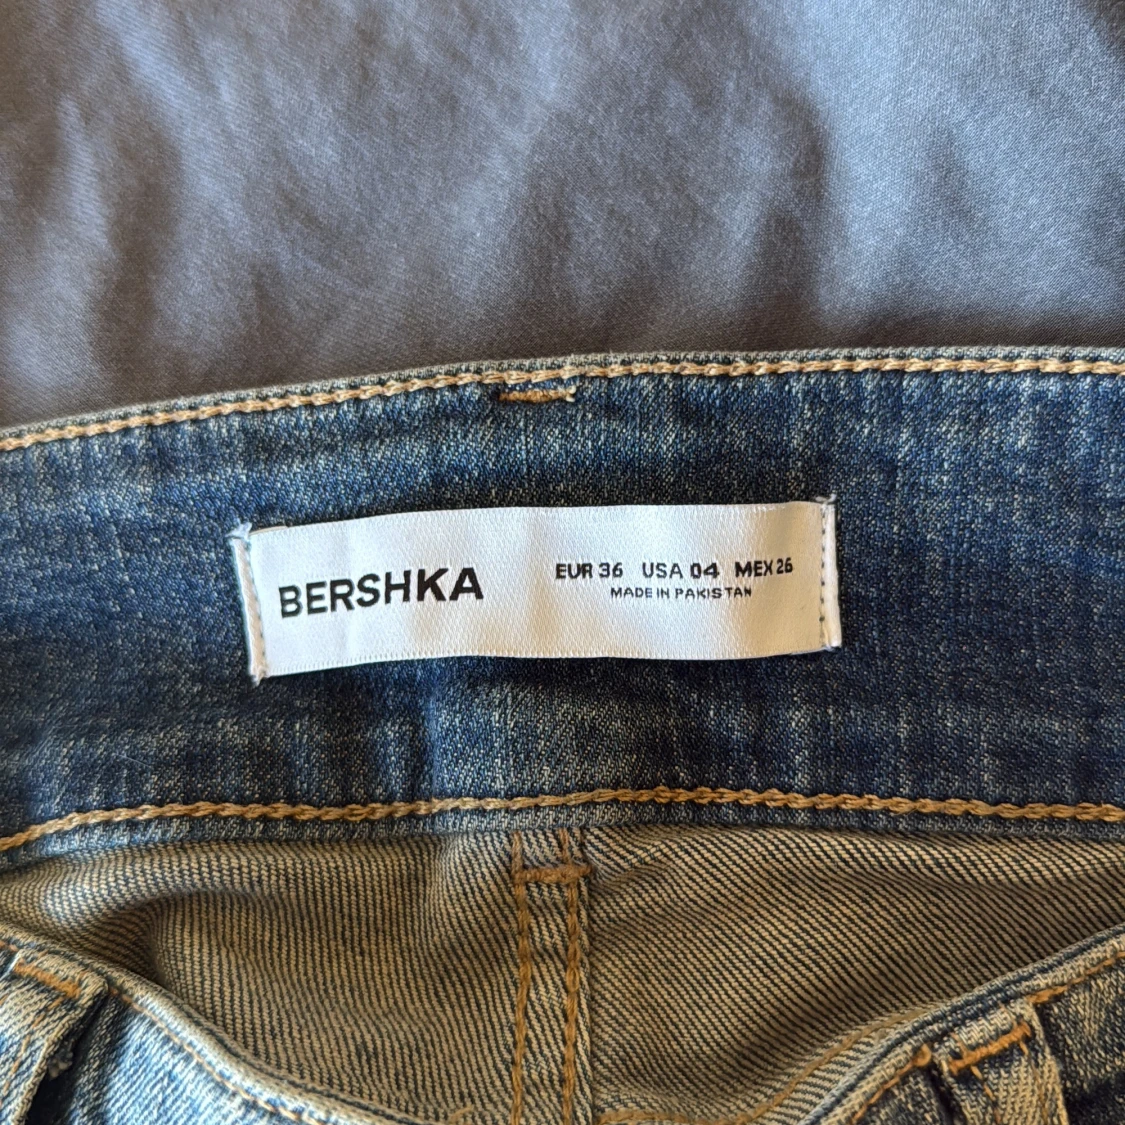 BERSHKA
EUR 36 USA 04 MEX 26
MADE IN PAKISTAN